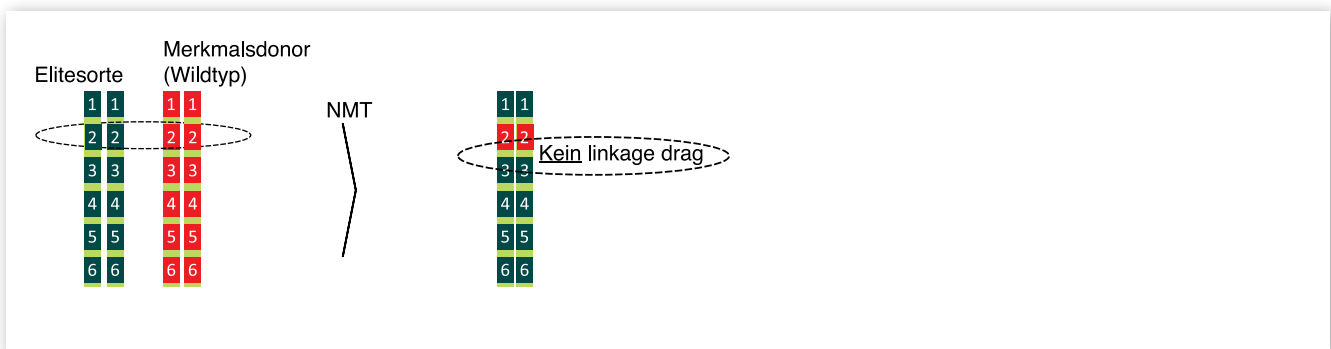 Merkmalsdonor
Elitesorte (Wildtyp)
NMT
1 1 1 1 1 1
2 2 2 2 2 2
Kein linkage drag
3 3 3 3 3 3
4 4 4 4 4 4
5 5 5 5 5 5
6 6 6 6 6 6